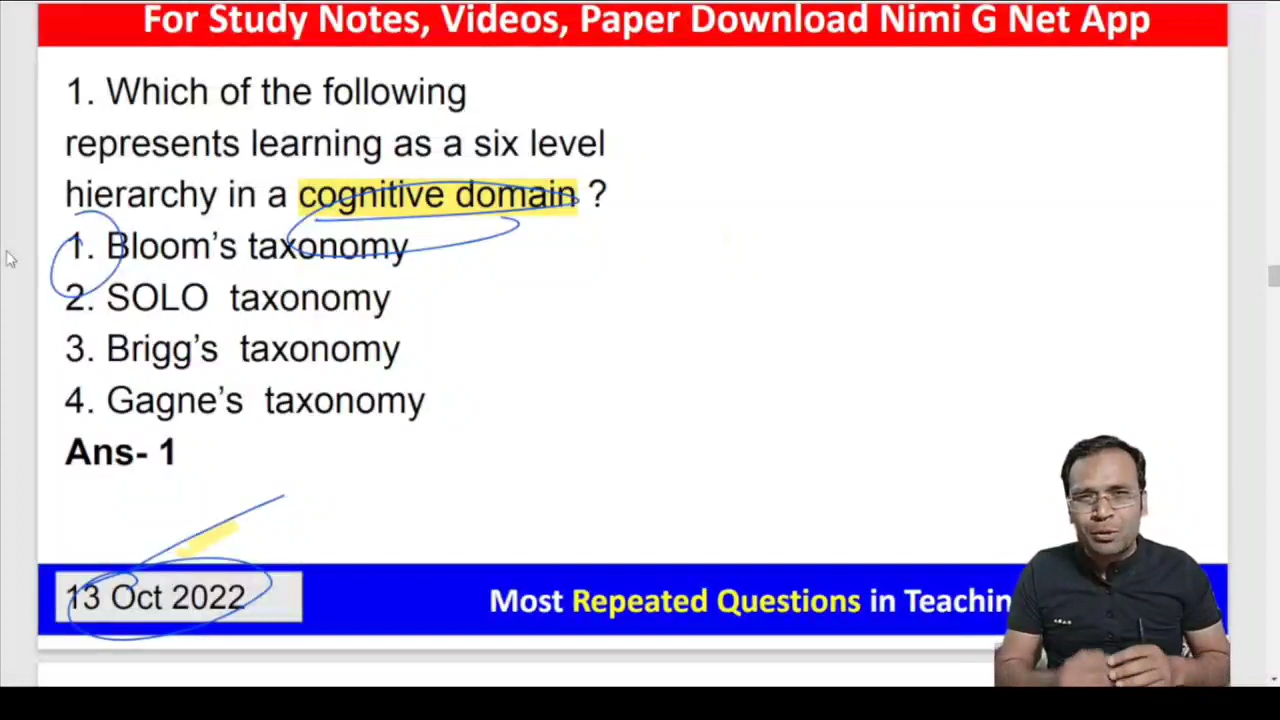 For Study Notes, Videos, Paper Download Nimi G Net App
1. Which of the following
represents learning as a six level
hierarchy in a cognitive domain ?
1. Bloom’s taxonomy
2. SOLO taxonomy
3. Brigg’s taxonomy
4. Gagne’s taxonomy
Ans- 1
13 Oct 2022
Most Repeated Questions in